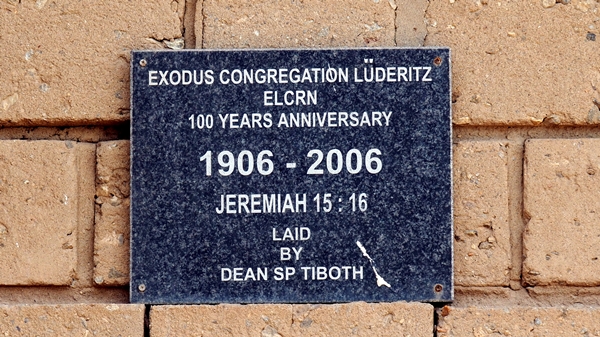 EXODUS CONGREGATION LÜDERITZ
ELCRN
100 YEARS ANNIVERSARY
1906 - 2006
JEREMIAH 15 : 16
LAID
BY
DEAN SP TIBOTH